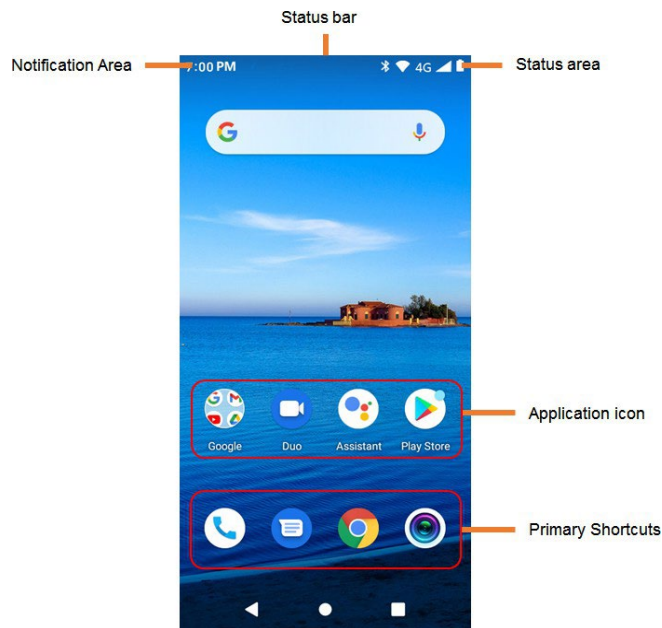 Status bar
Notification Area
7:00 PM
4G
Status area
Google
Duo
Assistant
Play Store
Application icon
Primary Shortcuts